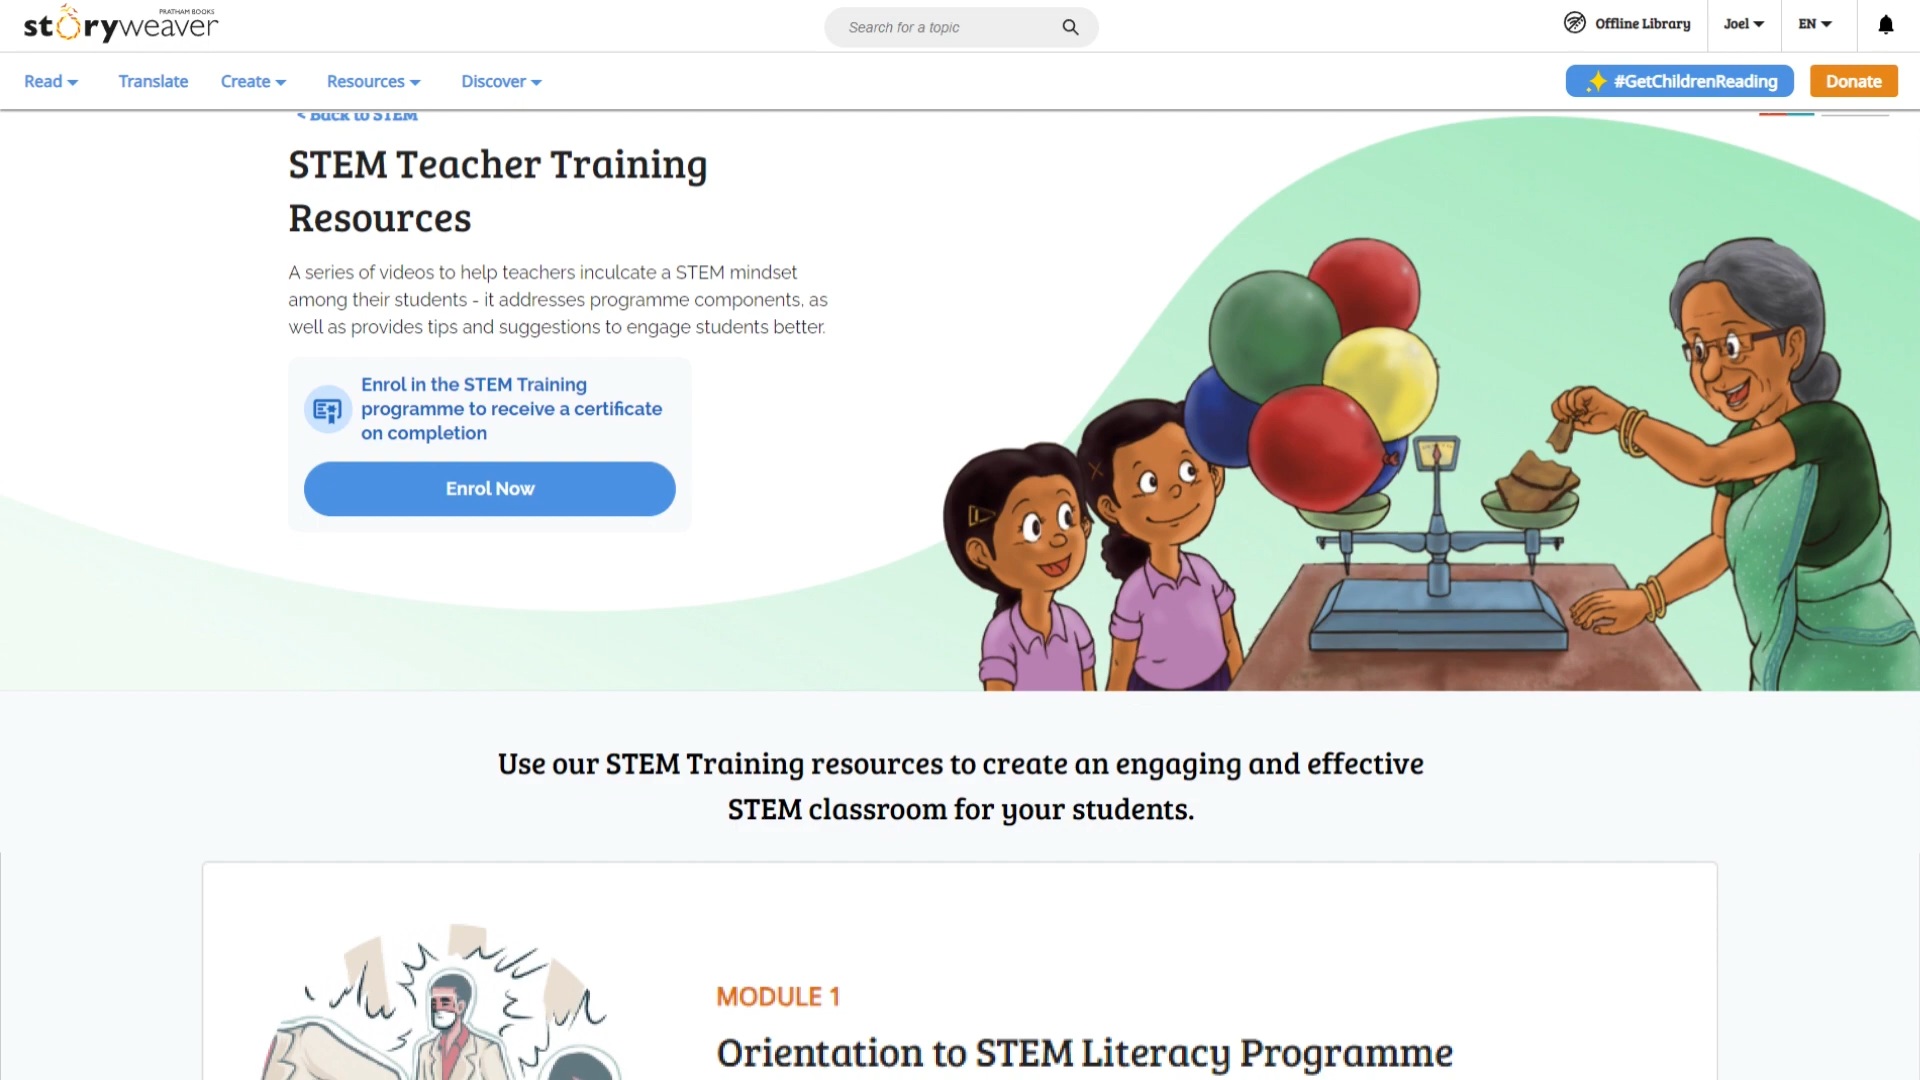 PRATHAM BOOKS
storyweaver
Search for a topic
Offline Library
Joel
EN
Read
Translate
Create
Resources
Discover
#GetChildrenReading
Donate
< Back to STEM
STEM Teacher Training
Resources
A series of videos to help teachers inculcate a STEM mindset
among their students - it addresses programme components, as
well as provides tips and suggestions to engage students better.
Enrol in the STEM Training
programme to receive a certificate
on completion
Enrol Now
Use our STEM Training resources to create an engaging and effective
STEM classroom for your students.
MODULE 1
Orientation to STEM Literacy Programme